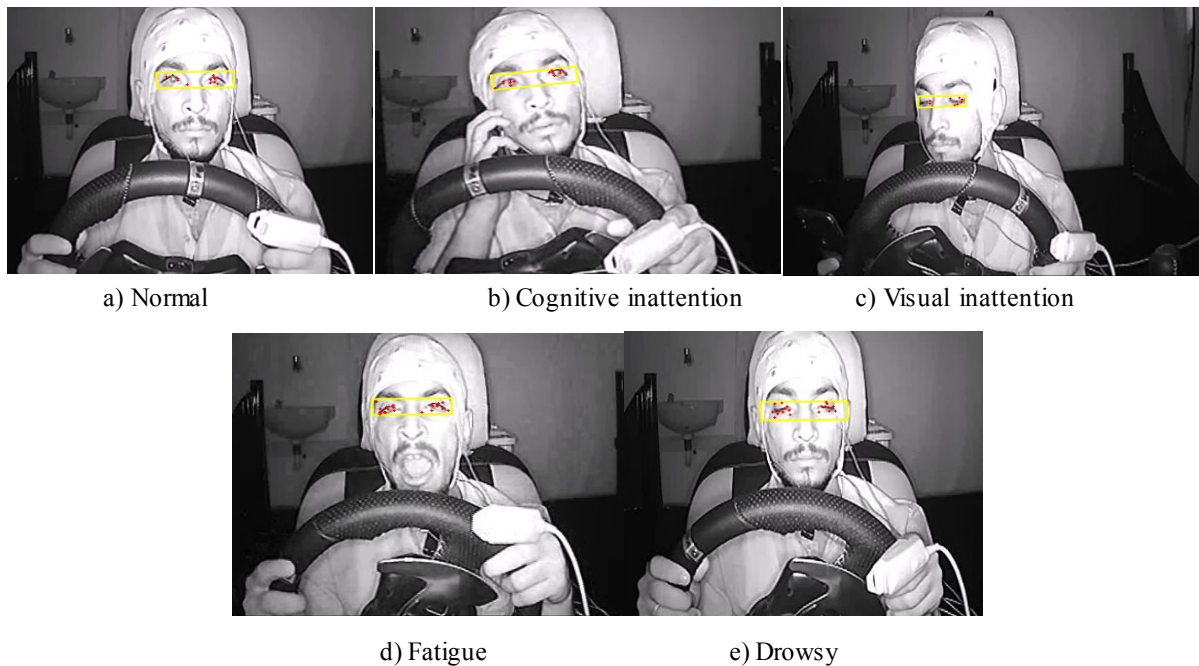 a) Normal
b) Cognitive inattention
c) Visual inattention
d) Fatigue
e) Drowsy